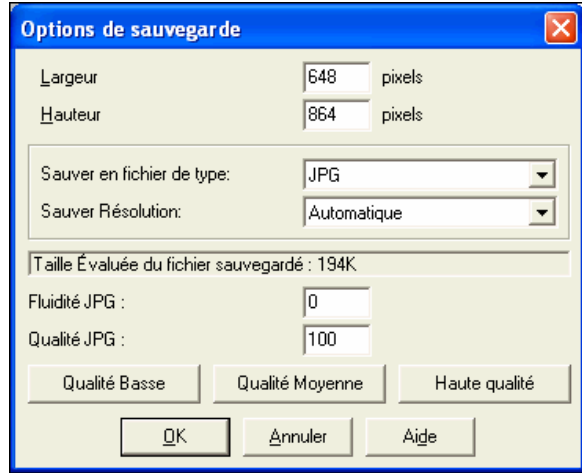 Options de sauvegarde
Largeur 648 pixels
Hauteur 864 pixels
Sauver en fichier de type: JPG
Sauver Résolution: Automatique
Taille Évaluée du fichier sauvegardé : 194K
Fluidité JPG : 0
Qualité JPG : 100
Qualité Basse Qualité Moyenne Haute qualité
OK Annuler Aide